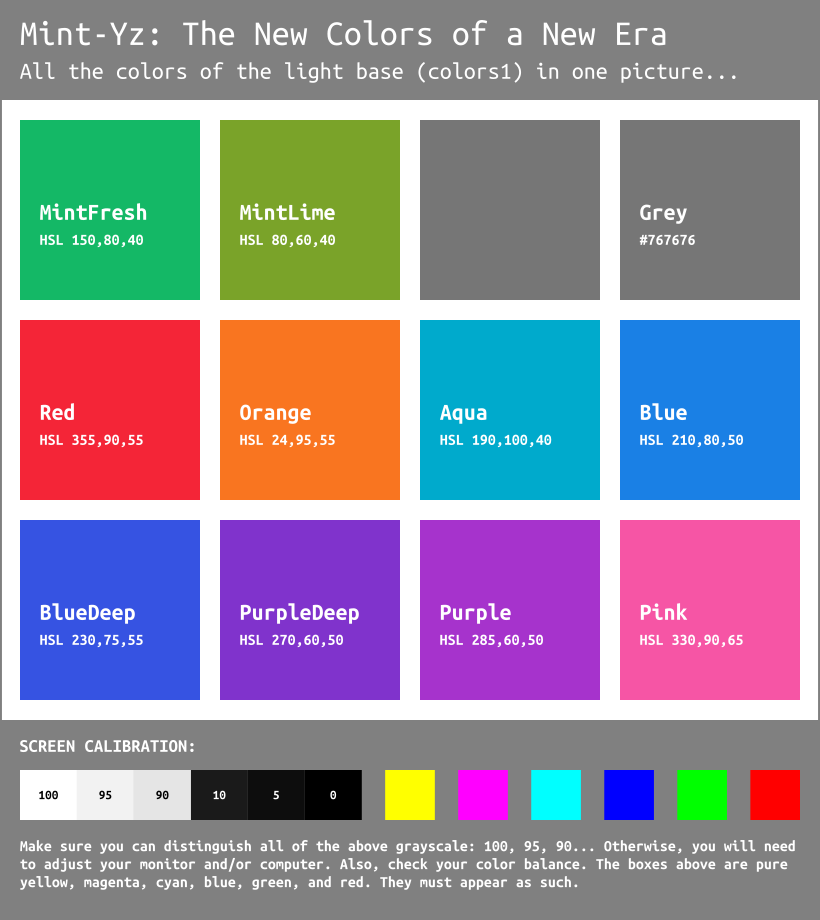 Mint-Yz: The New Colors of a New Era
All the colors of the light base (colors1) in one picture...
MintFresh
HSL 150,80,40
MintLime
HSL 80,60,40
Grey
#767676
Red
HSL 355,90,55
Orange
HSL 24,95,55
Aqua
HSL 190,100,40
Blue
HSL 210,80,50
BlueDeep
HSL 230,75,55
PurpleDeep
HSL 270,60,50
Purple
HSL 285,60,50
Pink
HSL 330,90,65
SCREEN CALIBRATION:
100 95 90 10 5 0
Make sure you can distinguish all of the above grayscale: 100, 95, 90... Otherwise, you will need
to adjust your monitor and/or computer. Also, check your color balance. The boxes above are pure
yellow, magenta, cyan, blue, green, and red. They must appear as such.